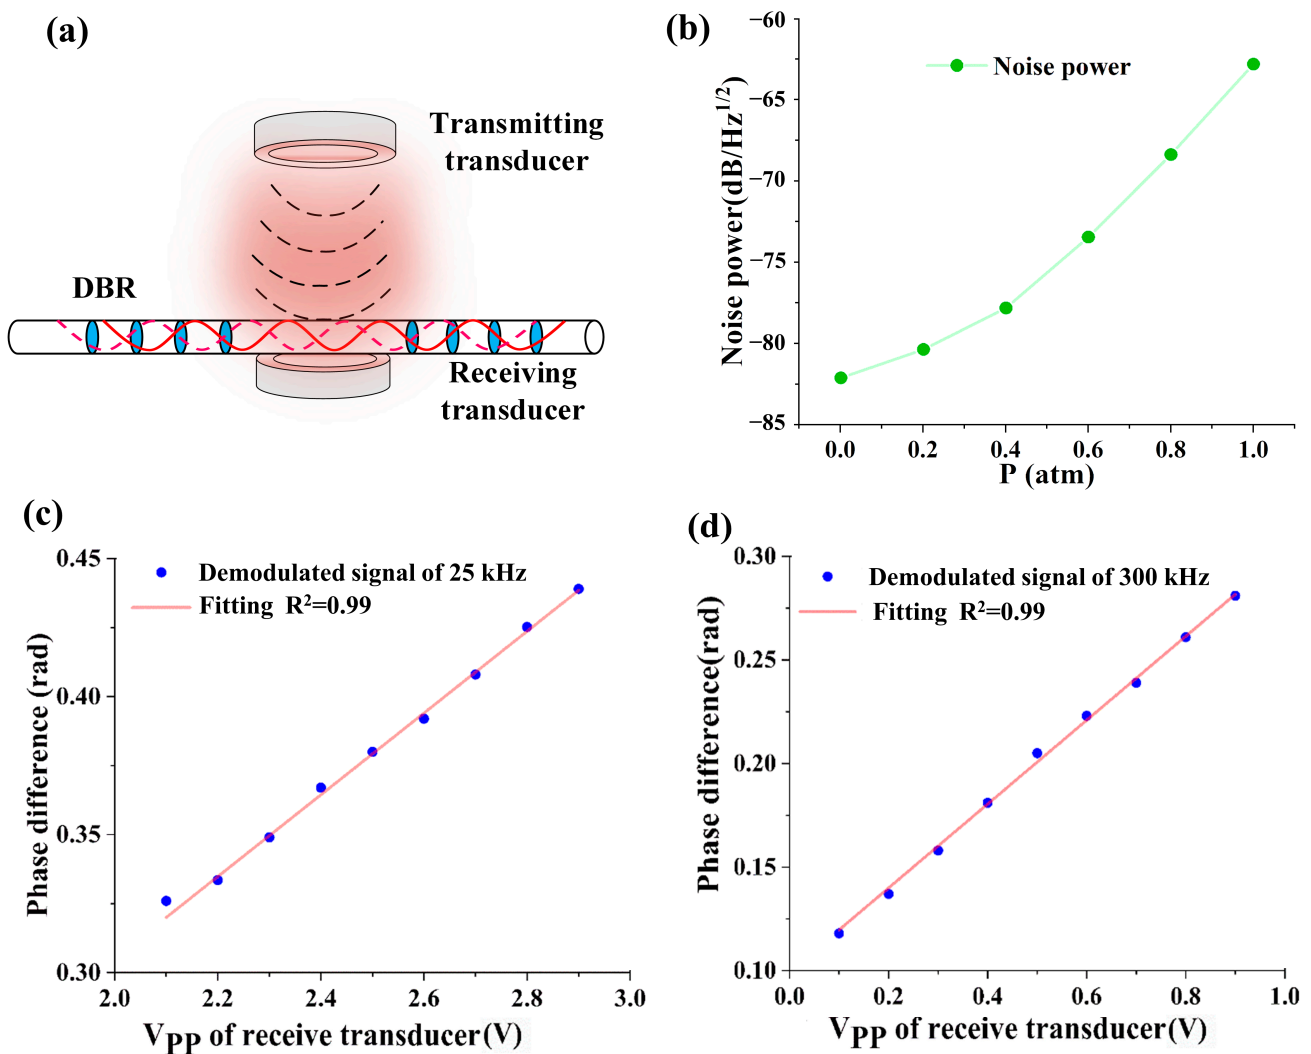 (a)
Transmitting
transducer
DBR
Receiving
transducer
(b)
−60
−65
−70
−75
−80
−85
Noise power(dB/Hz^1/2)
Noise power
0.0 0.2 0.4 0.6 0.8 1.0
P (atm)
(c)
0.45
0.40
0.35
0.30
Phase difference (rad)
Demodulated signal of 25 kHz
Fitting R²=0.99
2.0 2.2 2.4 2.6 2.8 3.0
VPP of receive transducer(V)
(d)
0.30
0.25
0.20
0.15
0.10
Phase difference(rad)
Demodulated signal of 300 kHz
Fitting R²=0.99
0.0 0.2 0.4 0.6 0.8 1.0
VPP of receive transducer(V)